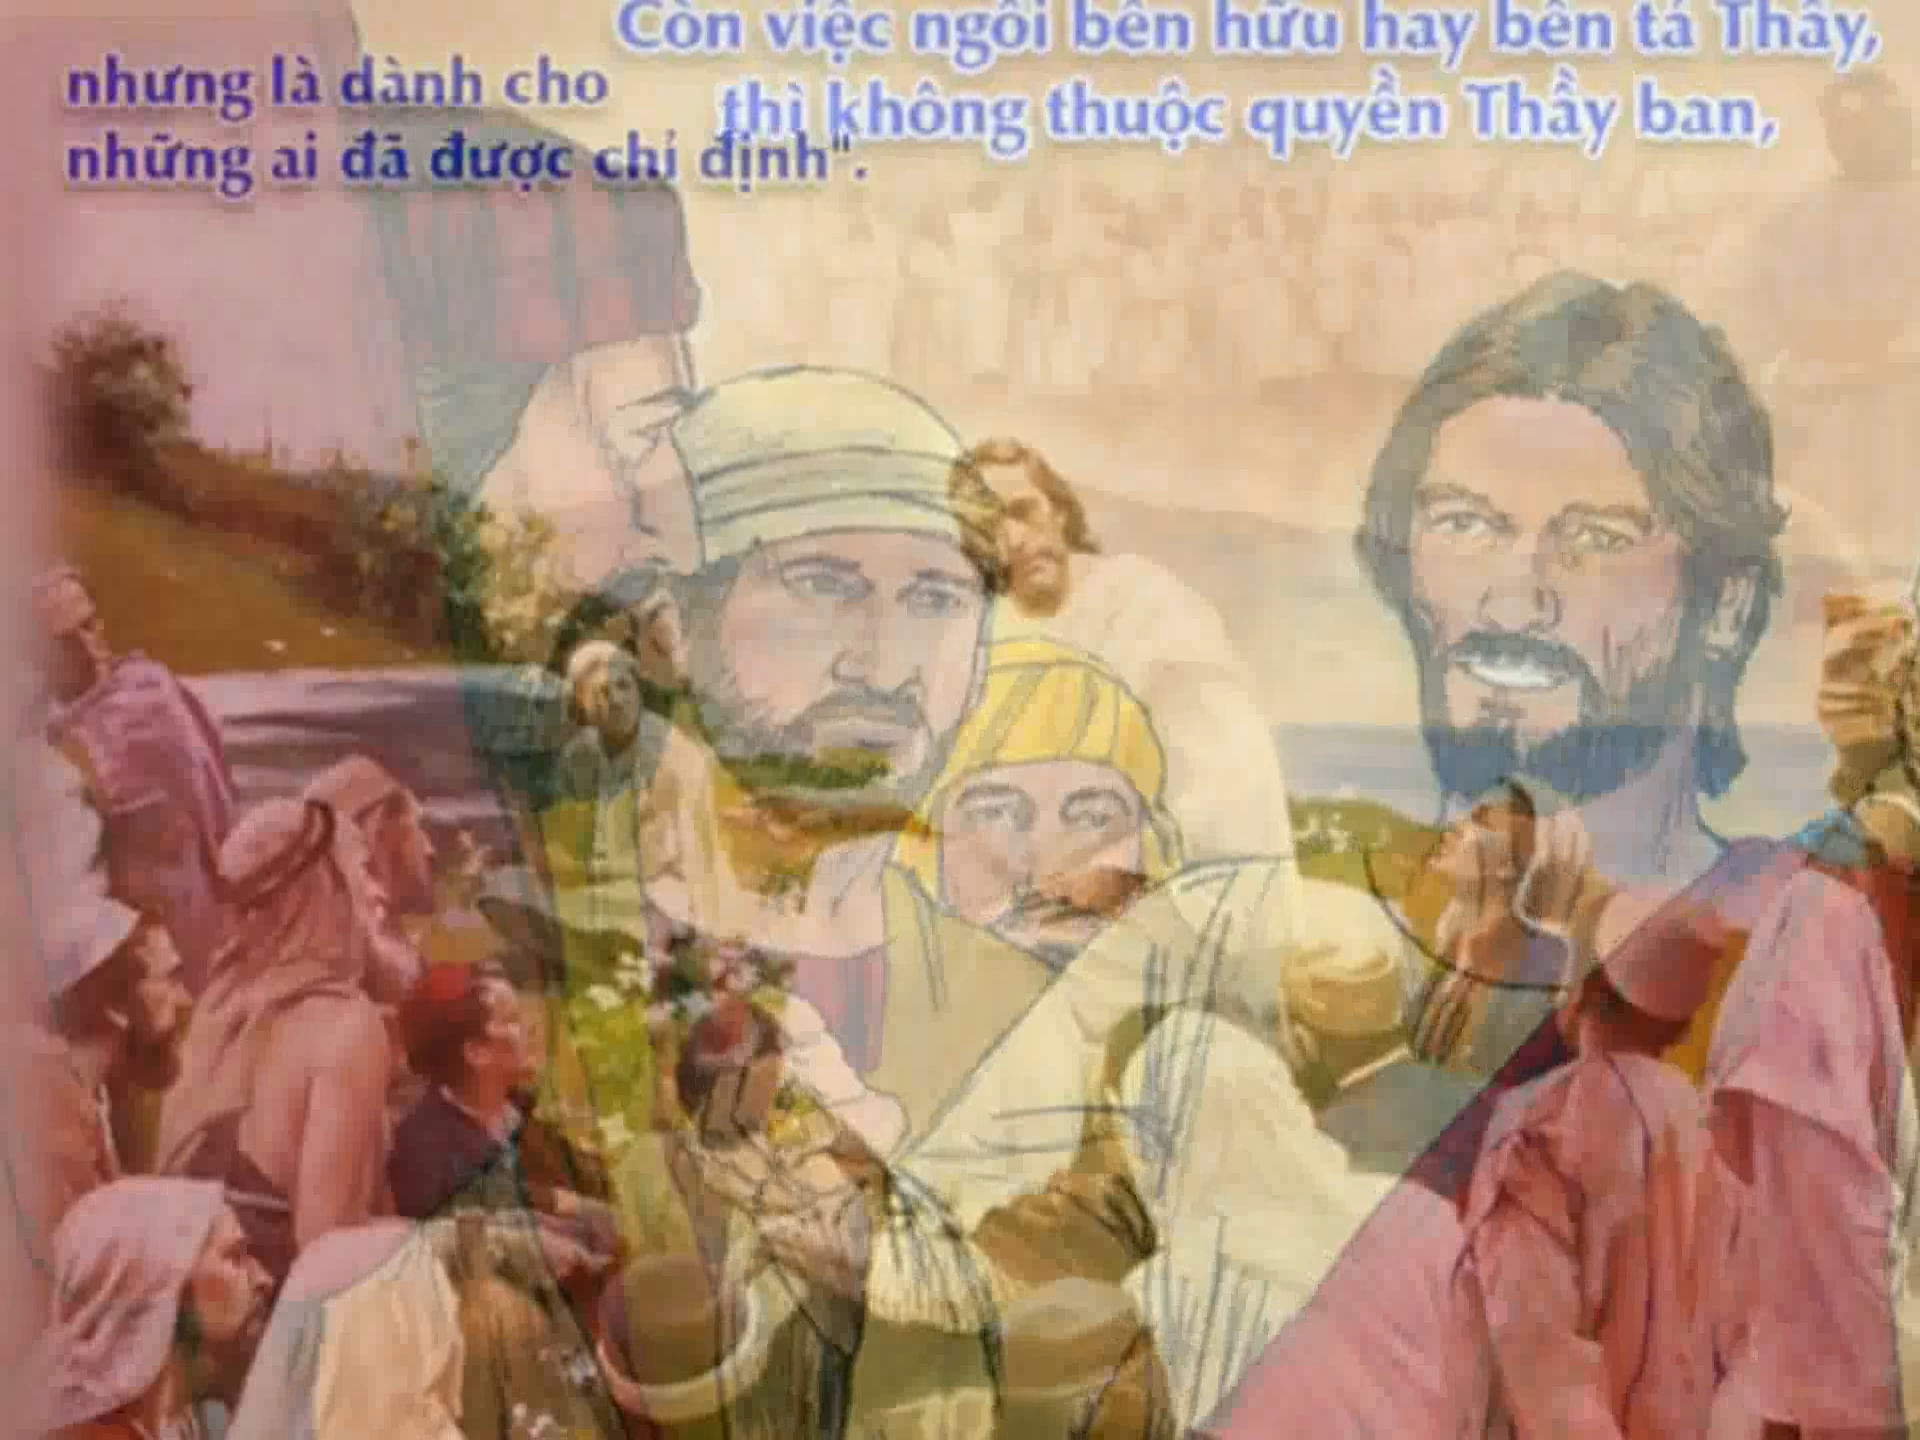 Còn việc ngồi bên hữu hay bên tả Thầy,
thì không thuộc quyền Thầy ban,
nhưng là dành cho
những ai đã được chỉ định".